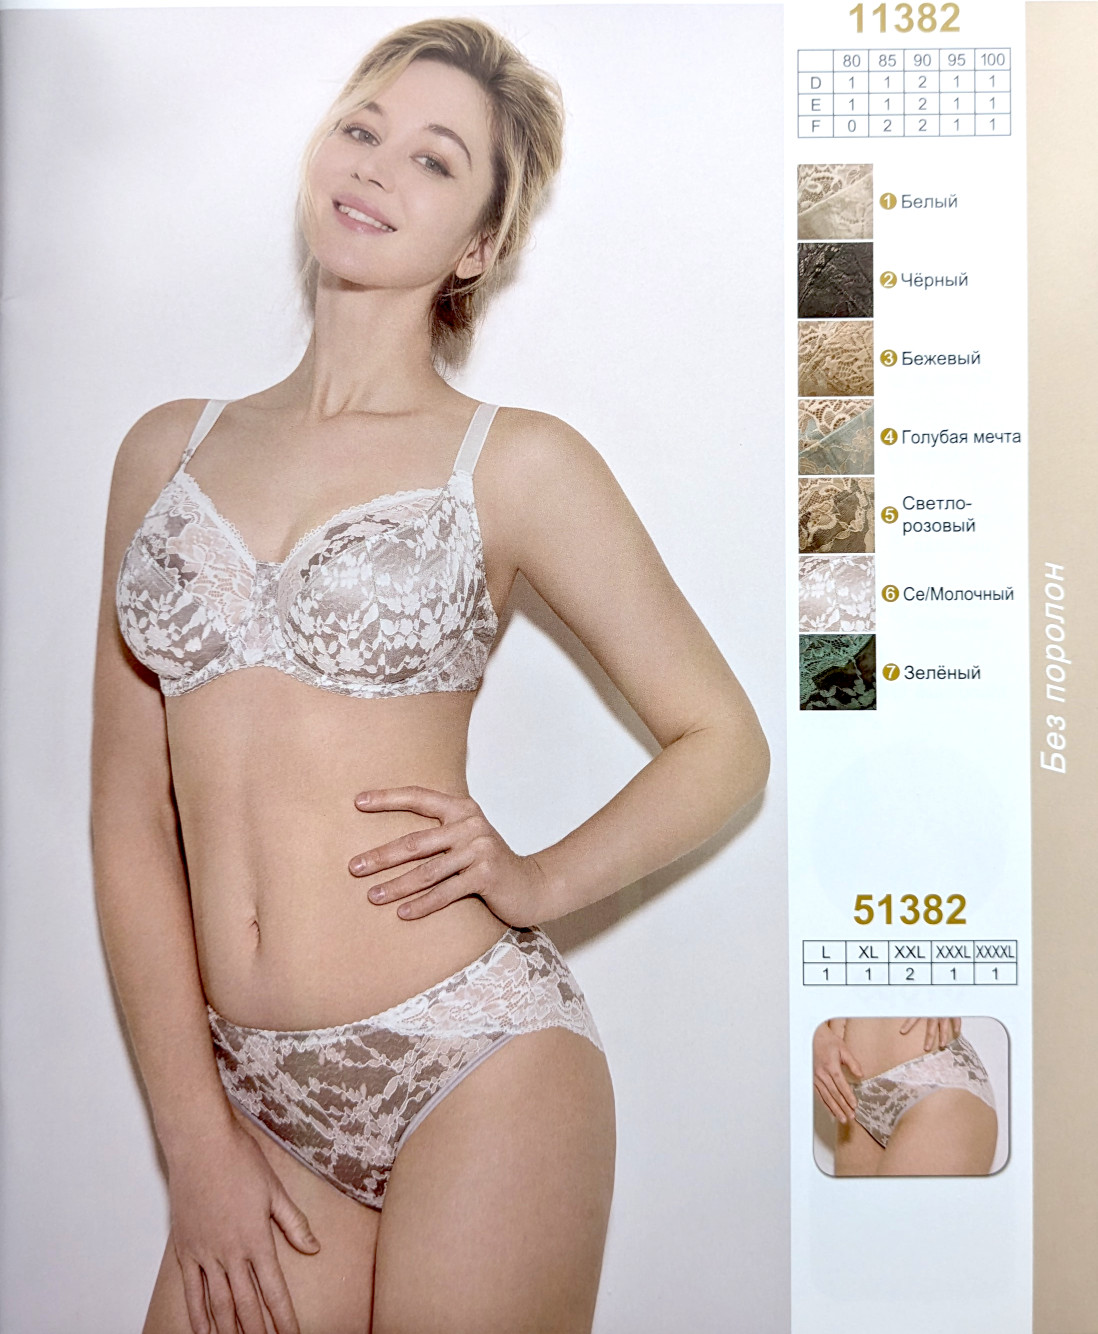 11382
80 85 90 95 100
D 1 1 2 1 1
E 1 1 2 1 1
F 0 2 2 1 1
1 Белый
2 Чёрный
3 Бежевый
4 Голубая мечта
5 Светло-
розовый
6 Се/Молочный
7 Зелёный
Без поролон
51382
L XL XXL XXXL XXXXL
1 1 2 1 1